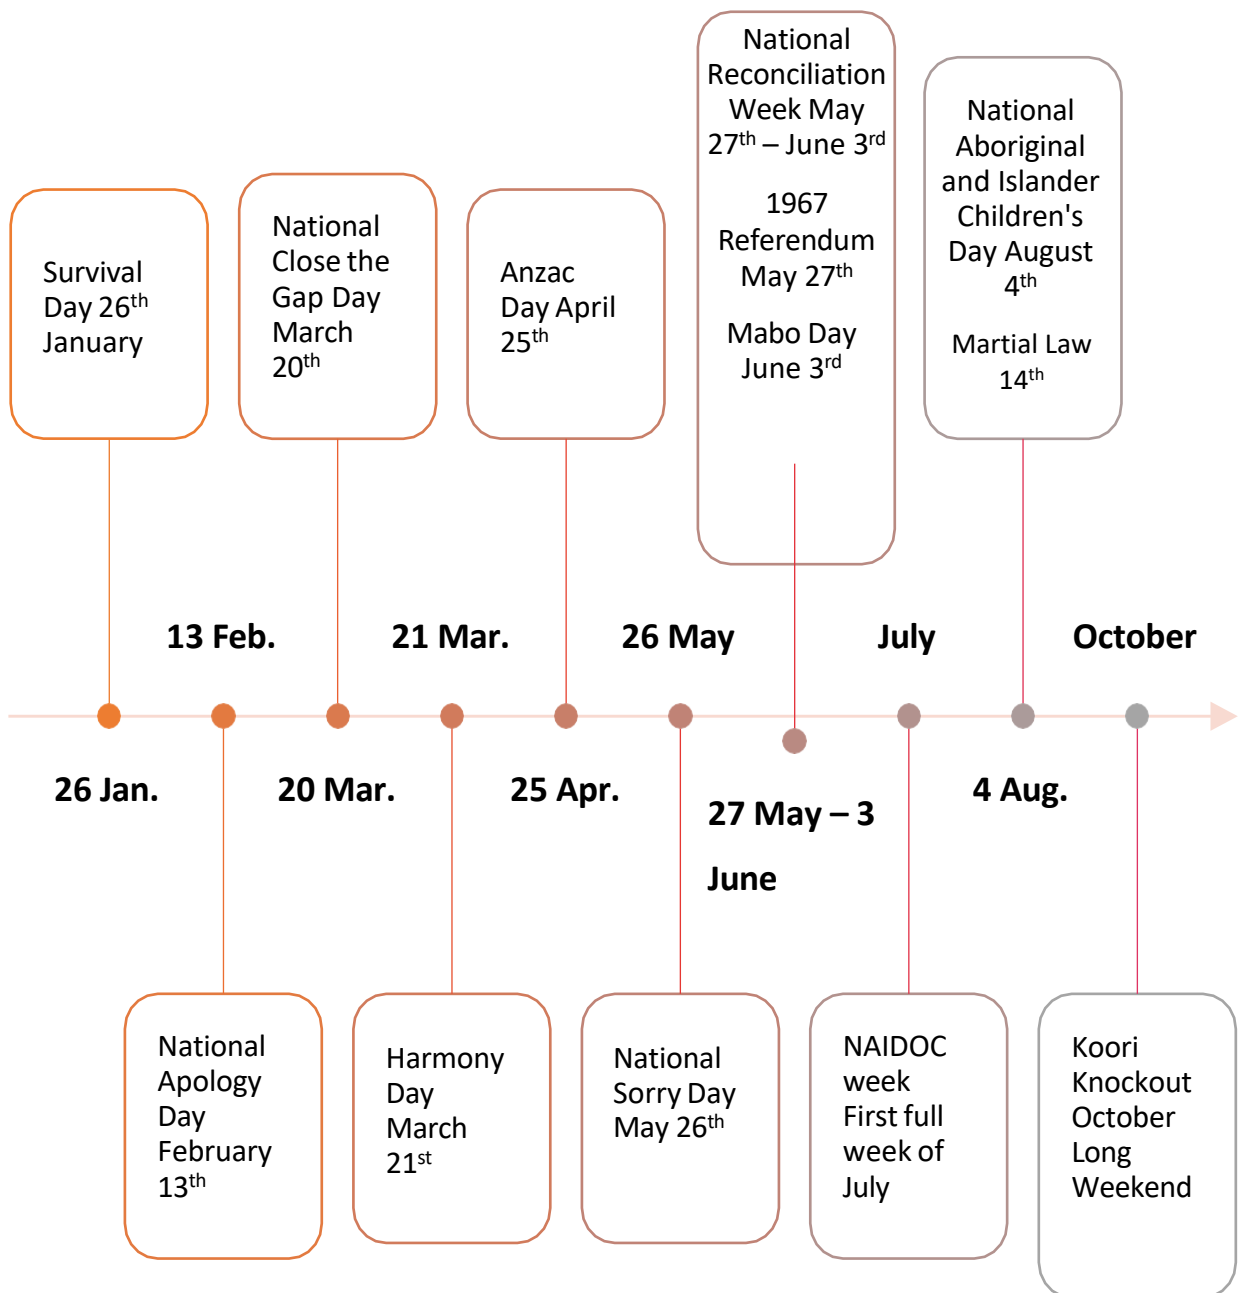 National
Reconciliation
Week May
27th – June 3rd
1967
Referendum
May 27th
Mabo Day
June 3rd
National
Aboriginal
and Islander
Children's
Day August
4th
Martial Law
14th
Survival
Day 26th
January
National
Close the
Gap Day
March
20th
Anzac
Day April
25th
13 Feb.
21 Mar.
26 May
July
October
26 Jan.
20 Mar.
25 Apr.
27 May – 3
June
4 Aug.
National
Apology
Day
February
13th
Harmony
Day
March
21st
National
Sorry Day
May 26th
NAIDOC
week
First full
week of
July
Koori
Knockout
October
Long
Weekend